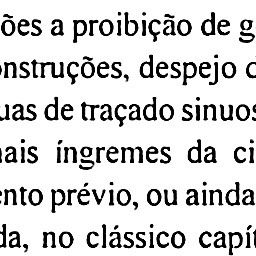 ões a proibição de g
onstruções, despejo d
uas de traçado sinuos
nais íngremes da ci
ento prévio, ou ainda
da, no clássico capí